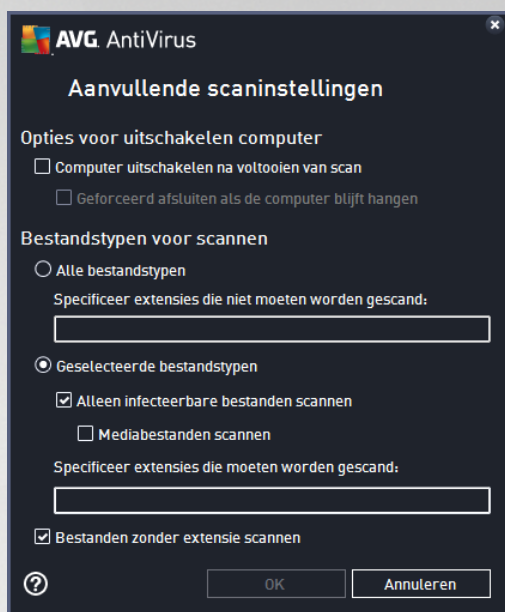 AVG. AntiVirus
Aanvullende scaninstellingen
Opties voor uitschakelen computer
Computer uitschakelen na voltooien van scan
Geforceerd afsluiten als de computer blijft hangen
Bestandstypen voor scannen
Alle bestandstypen
Specificeer extensies die niet moeten worden gescand:
Geselecteerde bestandstypen
Alleen infecteerbare bestanden scannen
Mediabestanden scannen
Specificeer extensies die moeten worden gescand:
Bestanden zonder extensie scannen
? OK Annuleren